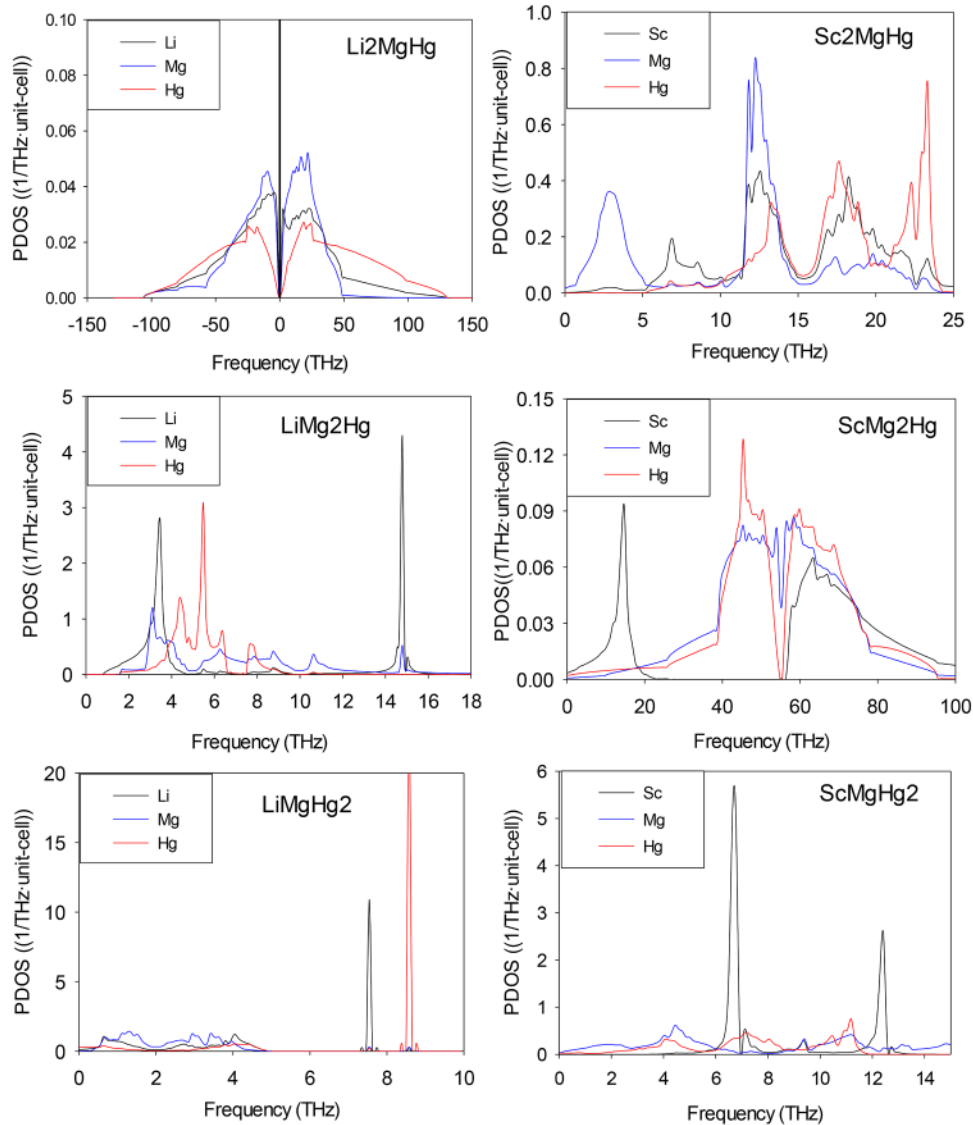 Li2MgHg
Li
Mg
Hg
PDOS ((1/THz·unit-cell))
0.10
0.08
0.06
0.04
0.02
0.00
-150 -100 -50 0 50 100 150
Frequency (THz)
Sc2MgHg
Sc
Mg
Hg
PDOS ((1/THz·unit-cell))
1.0
0.8
0.6
0.4
0.2
0.0
0 5 10 15 20 25
Frequency (THz)
LiMg2Hg
Li
Mg
Hg
PDOS ((1/THz·unit-cell))
5
4
3
2
1
0
0 2 4 6 8 10 12 14 16 18
Frequency (THz)
ScMg2Hg
Sc
Mg
Hg
PDOS((1/THz·unit-cell))
0.15
0.12
0.09
0.06
0.03
0.00
0 20 40 60 80 100
Frequency (THz)
LiMgHg2
Li
Mg
Hg
PDOS ((1/THz·unit-cell))
20
15
10
5
0
0 2 4 6 8 10
Frequency (THz)
ScMgHg2
Sc
Mg
Hg
PDOS ((1/THz·unit-cell))
6
5
4
3
2
1
0
0 2 4 6 8 10 12 14
Frequency (THz)